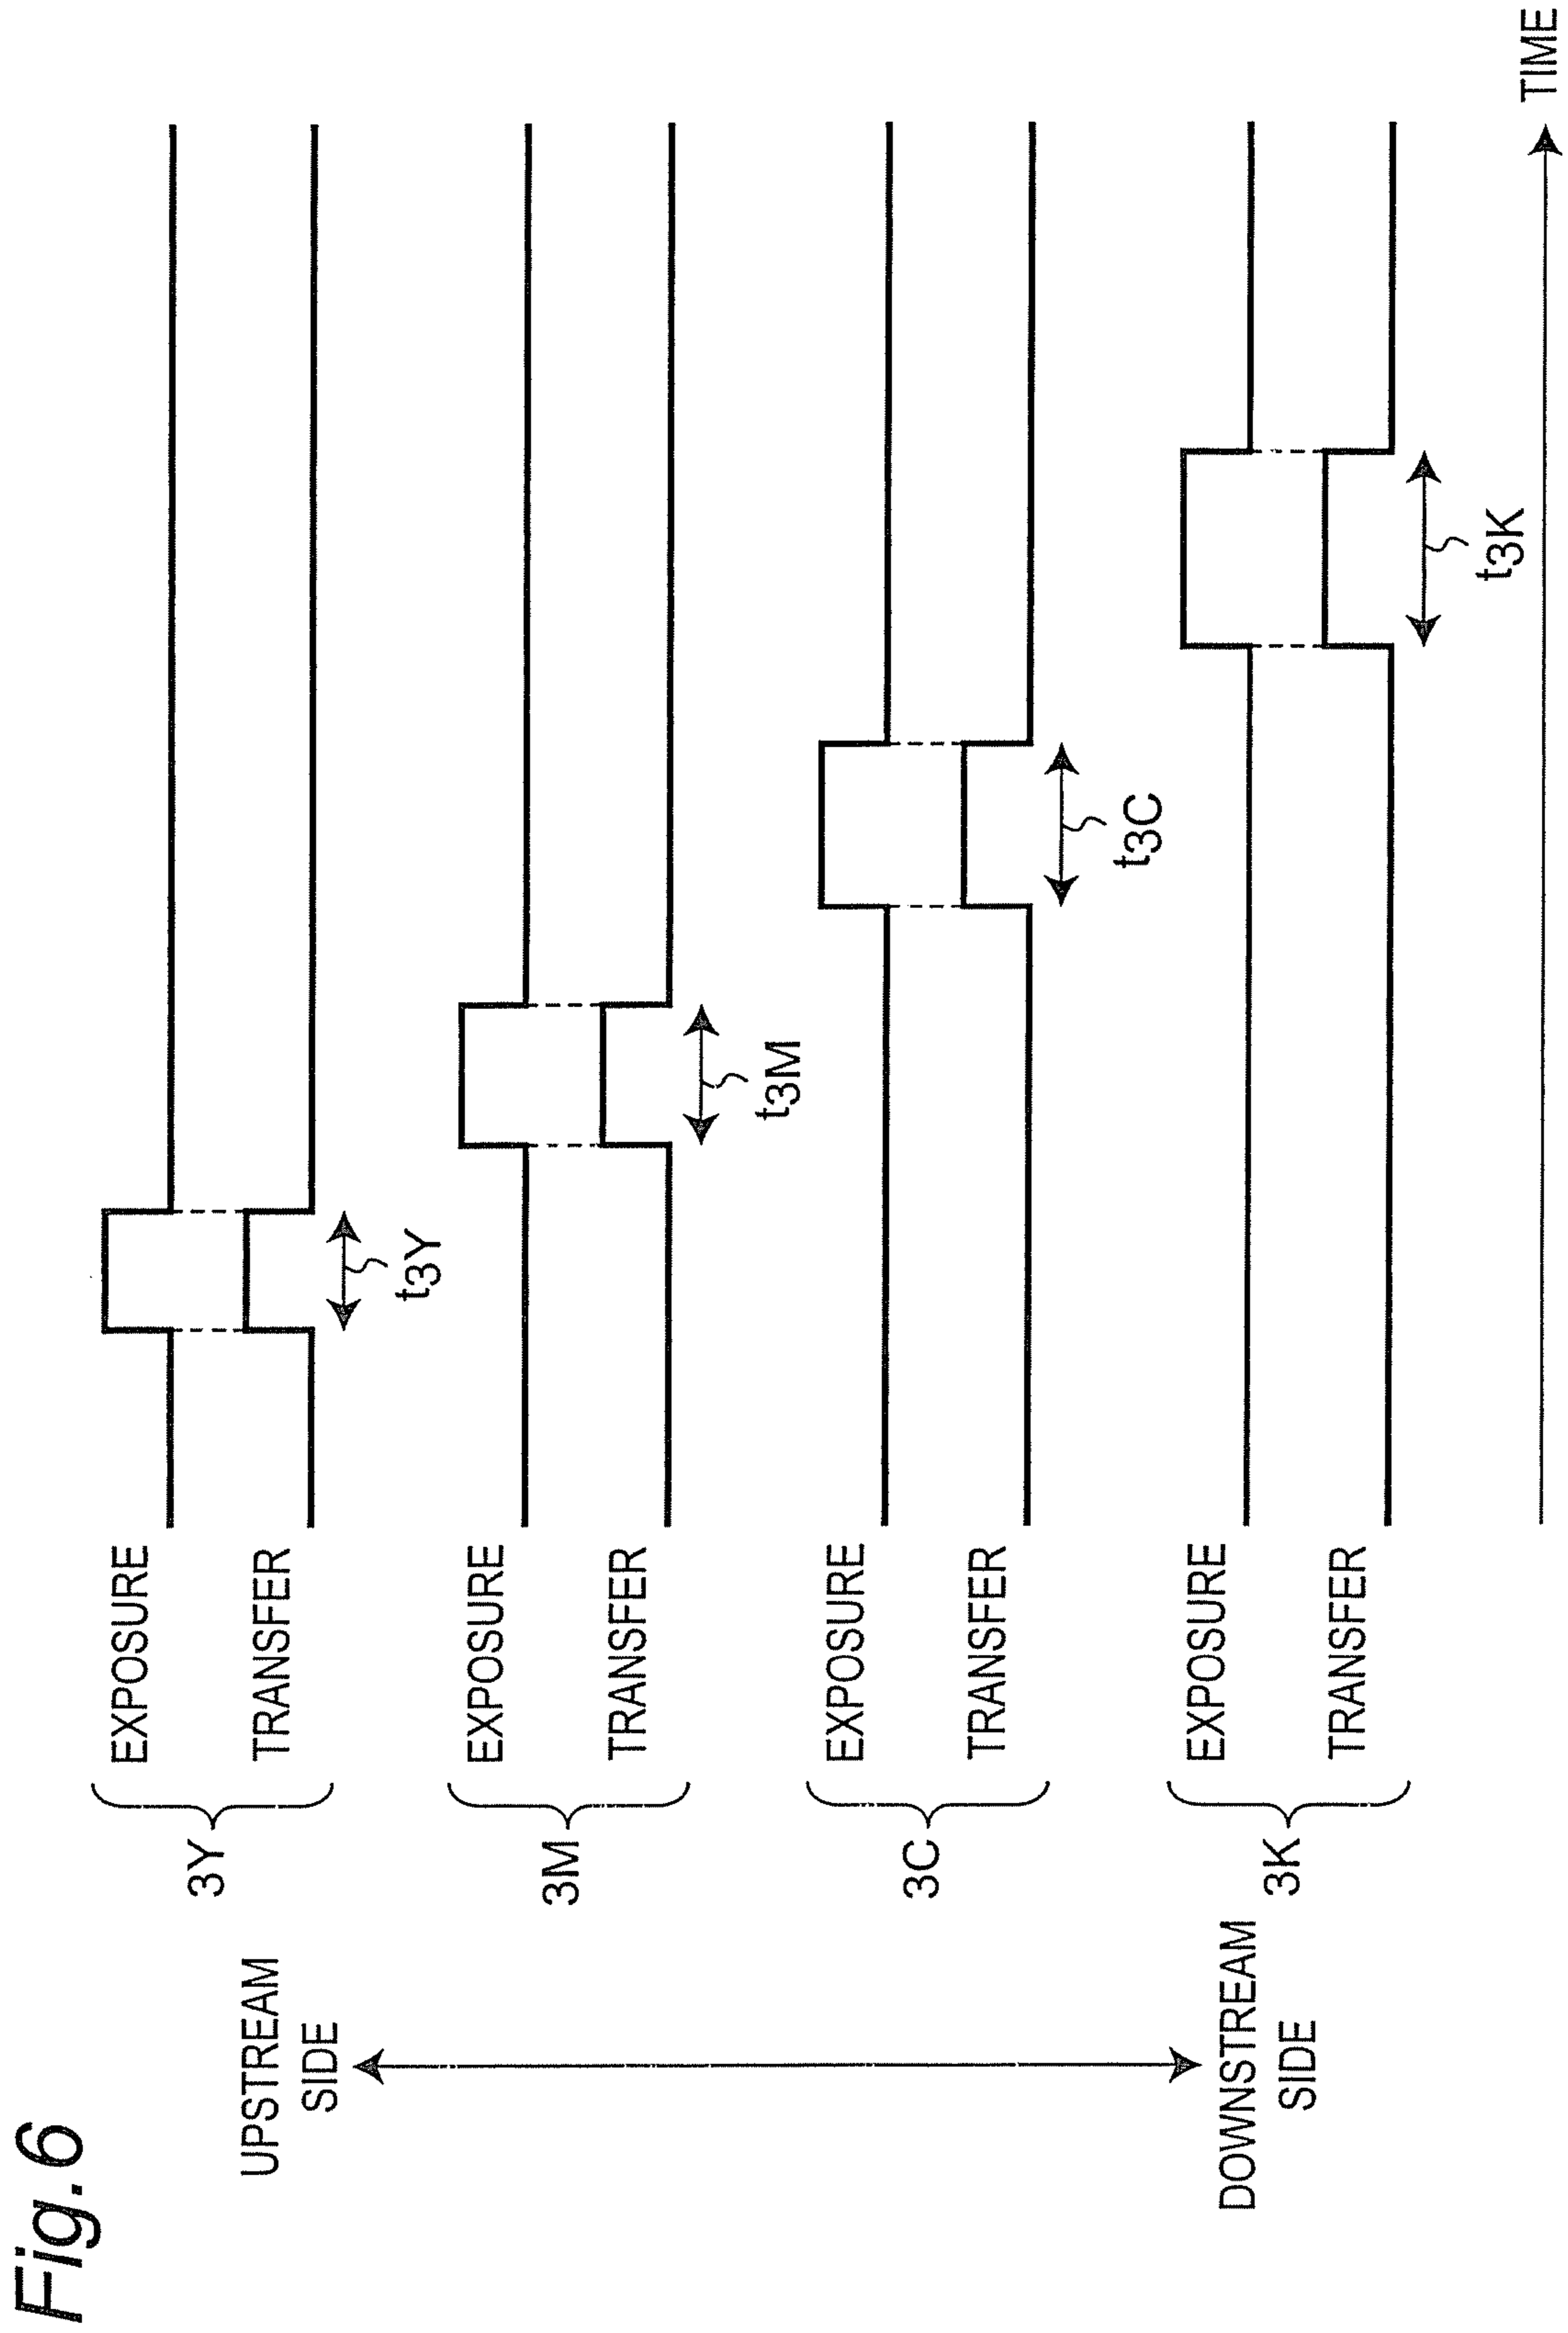 Fig.6
UPSTREAM
SIDE
DOWNSTREAM
SIDE
3Y
EXPOSURE
TRANSFER
t3Y
3M
EXPOSURE
TRANSFER
t3M
3C
EXPOSURE
TRANSFER
t3C
3K
EXPOSURE
TRANSFER
t3K
TIME